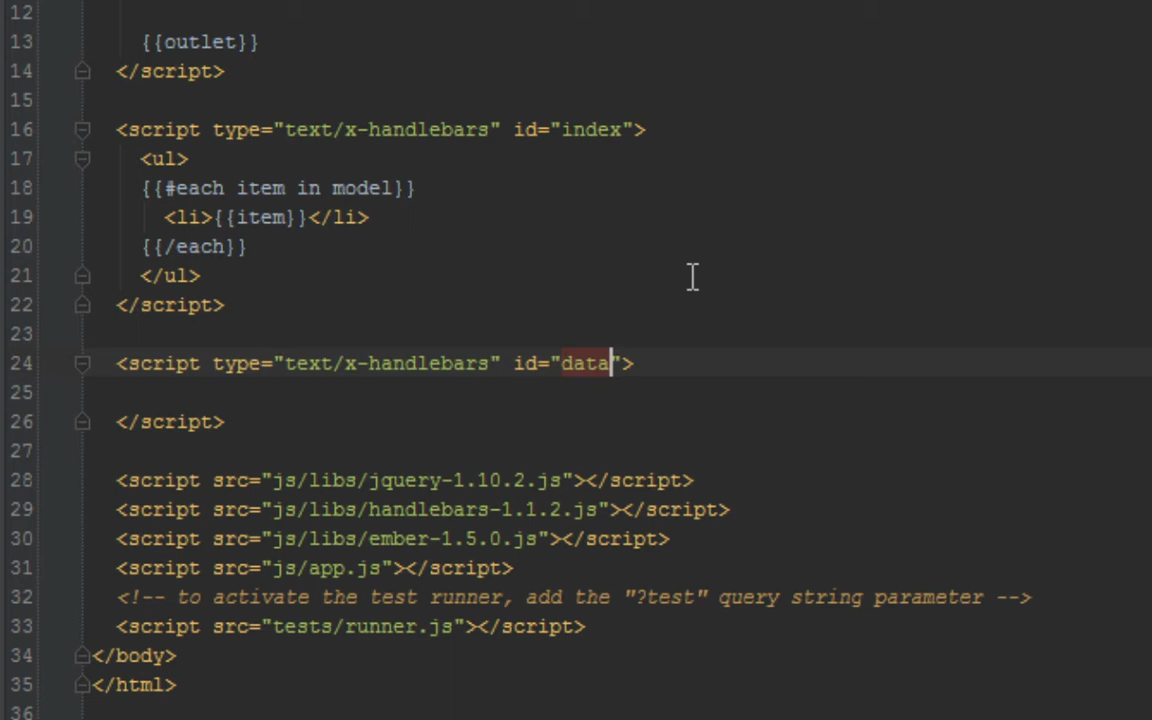 12
13 {{outlet}}
14 </script>
15
16 <script type="text/x-handlebars" id="index">
17 <ul>
18 {{#each item in model}}
19 <li>{{item}}</li>
20 {{/each}}
21 </ul>
22 </script>
23
24 <script type="text/x-handlebars" id="data">
25
26 </script>
27
28 <script src="js/libs/jquery-1.10.2.js"></script>
29 <script src="js/libs/handlebars-1.1.2.js"></script>
30 <script src="js/libs/ember-1.5.0.js"></script>
31 <script src="js/app.js"></script>
32 <!-- to activate the test runner, add the "?test" query string parameter -->
33 <script src="tests/runner.js"></script>
34 </body>
35 </html>
36